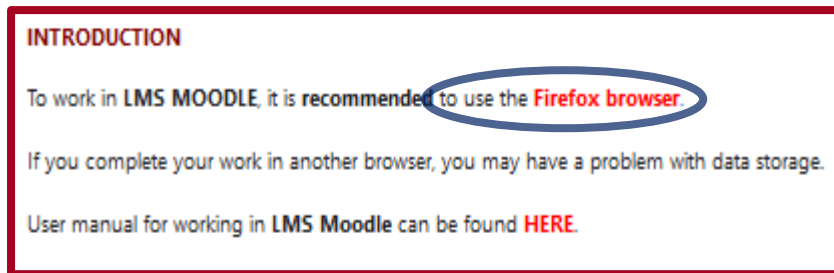 INTRODUCTION
To work in LMS MOODLE, it is recommended to use the Firefox browser.
If you complete your work in another browser, you may have a problem with data storage.
User manual for working in LMS Moodle can be found HERE.